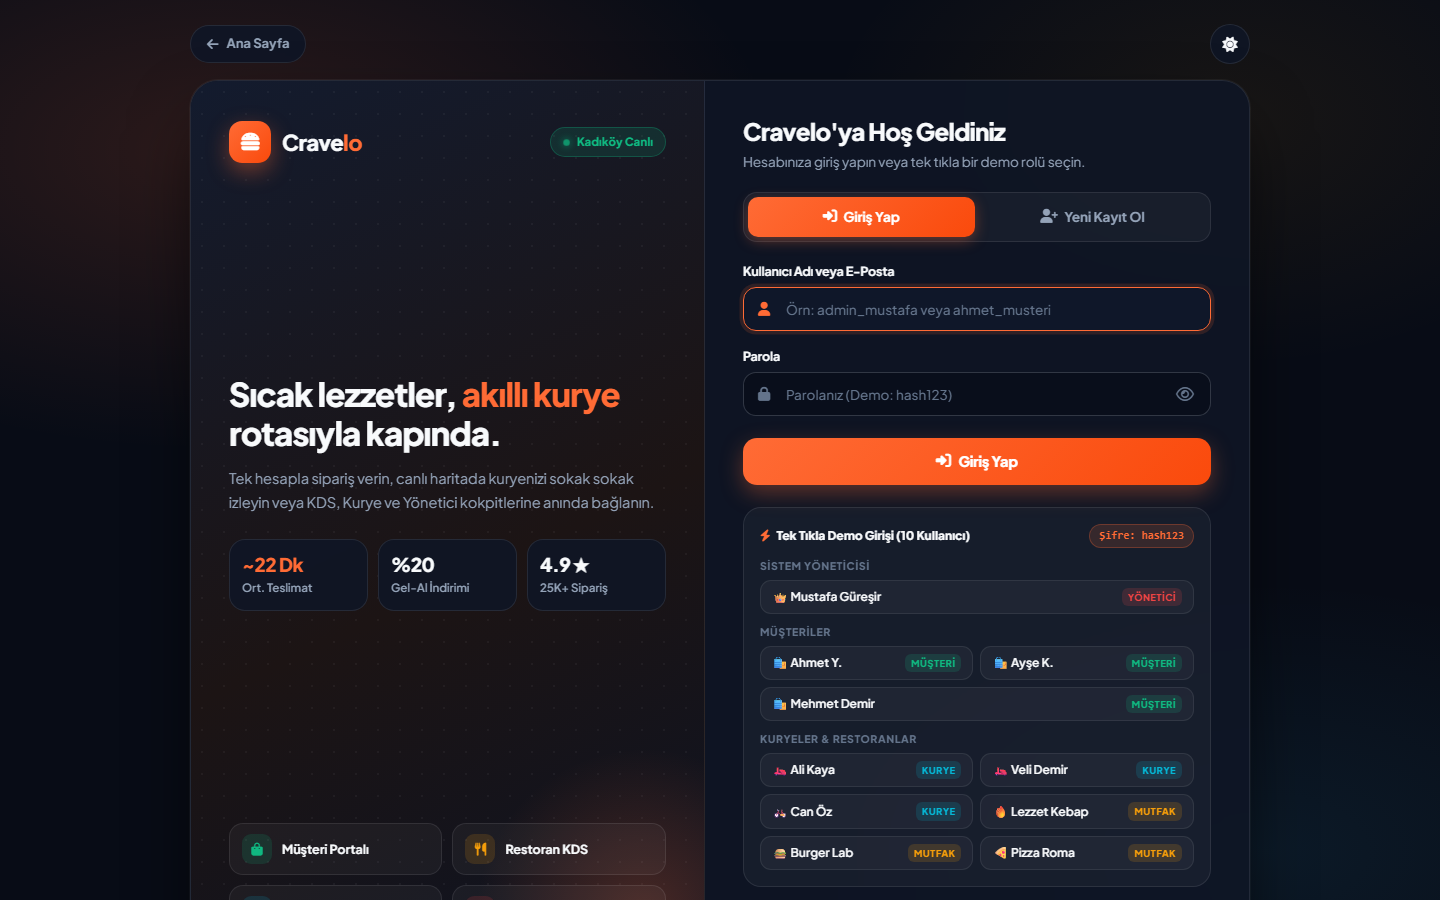 Ana Sayfa
Cravelo
Kadıköy Canlı
Sıcak lezzetler, akıllı kurye
rotasıyla kapında.
Tek hesapla sipariş verin, canlı haritada kuryenizi sokak sokak
izleyin veya KDS, Kurye ve Yönetici kokpitlerine anında bağlanın.
~22 Dk
Ort. Teslimat
%20
Gel-Al İndirimi
4.9★
25K+ Sipariş
Müşteri Portalı
Restoran KDS
Cravelo'ya Hoş Geldiniz
Hesabınıza giriş yapın veya tek tıkla bir demo rolü seçin.
Giriş Yap
Yeni Kayıt Ol
Kullanıcı Adı veya E-Posta
Örn: admin_mustafa veya ahmet_musteri
Parola
Parolanız (Demo: hash123)
Giriş Yap
Tek Tıkla Demo Girişi (10 Kullanıcı)
Şifre: hash123
SİSTEM YÖNETİCİSİ
Mustafa Güreşir YÖNETİCİ
MÜŞTERİLER
Ahmet Y. MÜŞTERİ
Ayşe K. MÜŞTERİ
Mehmet Demir MÜŞTERİ
KURYELER & RESTORANLAR
Ali Kaya KURYE
Veli Demir KURYE
Can Öz KURYE
Lezzet Kebap MUTFAK
Burger Lab MUTFAK
Pizza Roma MUTFAK